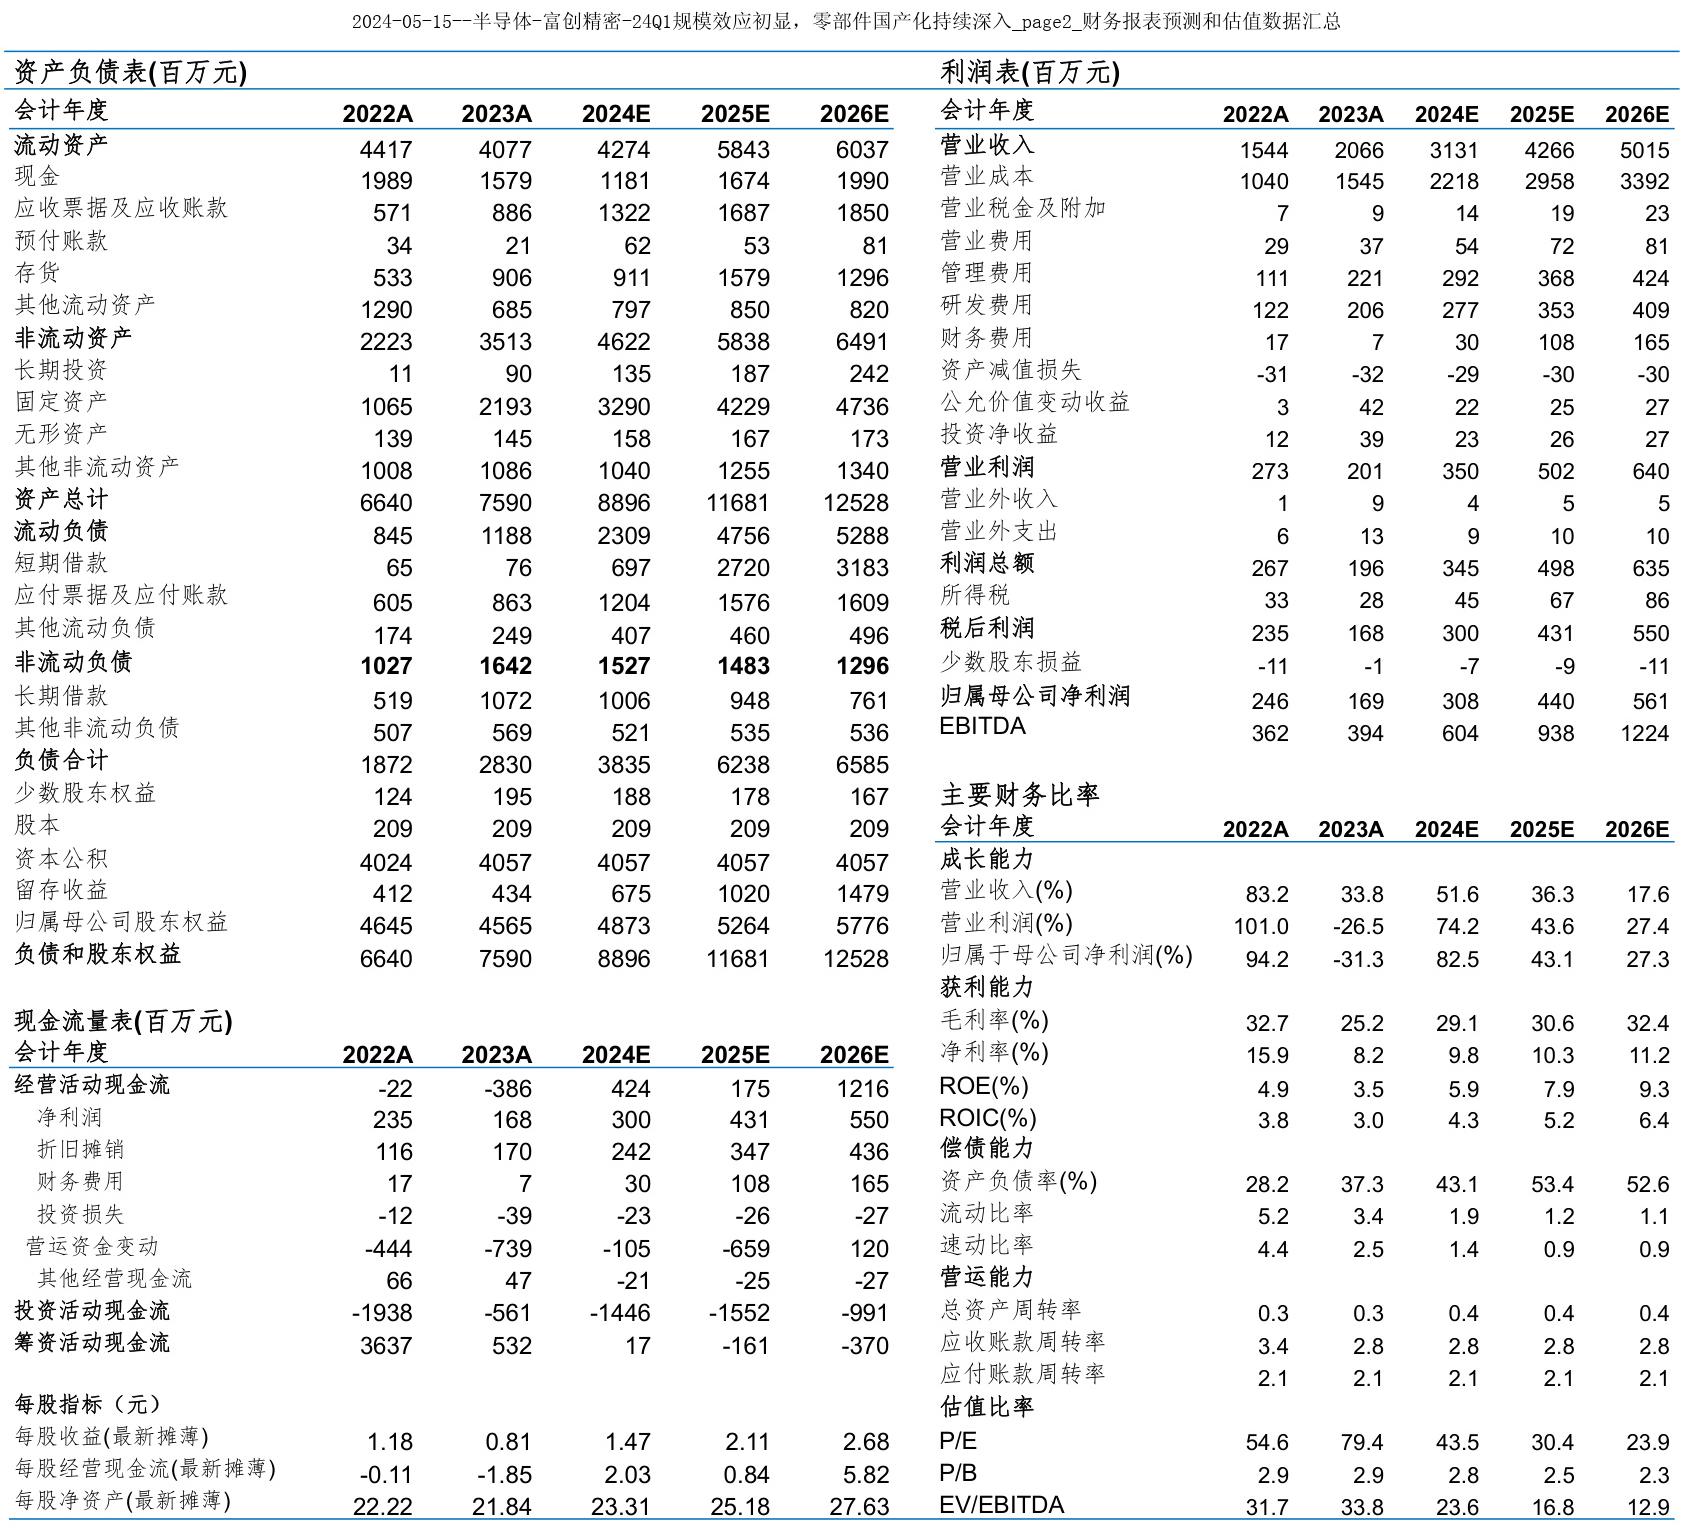 2024-05-15--半导体-富创精密-24Q1规模效应初显，零部件国产化持续深入_page2_财务报表预测和估值数据汇总
资产负债表(百万元)
会计年度 2022A 2023A 2024E 2025E 2026E
流动资产 4417 4077 4274 5843 6037
现金 1989 1579 1181 1674 1990
应收票据及应收账款 571 886 1322 1687 1850
预付账款 34 21 62 53 81
存货 533 906 911 1579 1296
其他流动资产 1290 685 797 850 820
非流动资产 2223 3513 4622 5838 6491
长期投资 11 90 135 187 242
固定资产 1065 2193 3290 4229 4736
无形资产 139 145 158 167 173
其他非流动资产 1008 1086 1040 1255 1340
资产总计 6640 7590 8896 11681 12528
流动负债 845 1188 2309 4756 5288
短期借款 65 76 697 2720 3183
应付票据及应付账款 605 863 1204 1576 1609
其他流动负债 174 249 407 460 496
非流动负债 1027 1642 1527 1483 1296
长期借款 519 1072 1006 948 761
其他非流动负债 507 569 521 535 536
负债合计 1872 2830 3835 6238 6585
少数股东权益 124 195 188 178 167
股本 209 209 209 209 209
资本公积 4024 4057 4057 4057 4057
留存收益 412 434 675 1020 1479
归属母公司股东权益 4645 4565 4873 5264 5776
负债和股东权益 6640 7590 8896 11681 12528
现金流量表(百万元)
会计年度 2022A 2023A 2024E 2025E 2026E
经营活动现金流 -22 -386 424 175 1216
净利润 235 168 300 431 550
折旧摊销 116 170 242 347 436
财务费用 17 7 30 108 165
投资损失 -12 -39 -23 -26 -27
营运资金变动 -444 -739 -105 -659 120
其他经营现金流 66 47 -21 -25 -27
投资活动现金流 -1938 -561 -1446 -1552 -991
筹资活动现金流 3637 532 17 -161 -370
每股指标（元）
每股收益(最新摊薄) 1.18 0.81 1.47 2.11 2.68
每股经营现金流(最新摊薄) -0.11 -1.85 2.03 0.84 5.82
每股净资产(最新摊薄) 22.22 21.84 23.31 25.18 27.63
利润表(百万元)
会计年度 2022A 2023A 2024E 2025E 2026E
营业收入 1544 2066 3131 4266 5015
营业成本 1040 1545 2218 2958 3392
营业税金及附加 7 9 14 19 23
营业费用 29 37 54 72 81
管理费用 111 221 292 368 424
研发费用 122 206 277 353 409
财务费用 17 7 30 108 165
资产减值损失 -31 -32 -29 -30 -30
公允价值变动收益 3 42 22 25 27
投资净收益 12 39 23 26 27
营业利润 273 201 350 502 640
营业外收入 1 9 4 5 5
营业外支出 6 13 9 10 10
利润总额 267 196 345 498 635
所得税 33 28 45 67 86
税后利润 235 168 300 431 550
少数股东损益 -11 -1 -7 -9 -11
归属母公司净利润 246 169 308 440 561
EBITDA 362 394 604 938 1224
主要财务比率
会计年度 2022A 2023A 2024E 2025E 2026E
成长能力
营业收入(%) 83.2 33.8 51.6 36.3 17.6
营业利润(%) 101.0 -26.5 74.2 43.6 27.4
归属于母公司净利润(%) 94.2 -31.3 82.5 43.1 27.3
获利能力
毛利率(%) 32.7 25.2 29.1 30.6 32.4
净利率(%) 15.9 8.2 9.8 10.3 11.2
ROE(%) 4.9 3.5 5.9 7.9 9.3
ROIC(%) 3.8 3.0 4.3 5.2 6.4
偿债能力
资产负债率(%) 28.2 37.3 43.1 53.4 52.6
流动比率 5.2 3.4 1.9 1.2 1.1
速动比率 4.4 2.5 1.4 0.9 0.9
营运能力
总资产周转率 0.3 0.3 0.4 0.4 0.4
应收账款周转率 3.4 2.8 2.8 2.8 2.8
应付账款周转率 2.1 2.1 2.1 2.1 2.1
估值比率
P/E 54.6 79.4 43.5 30.4 23.9
P/B 2.9 2.9 2.8 2.5 2.3
EV/EBITDA 31.7 33.8 23.6 16.8 12.9